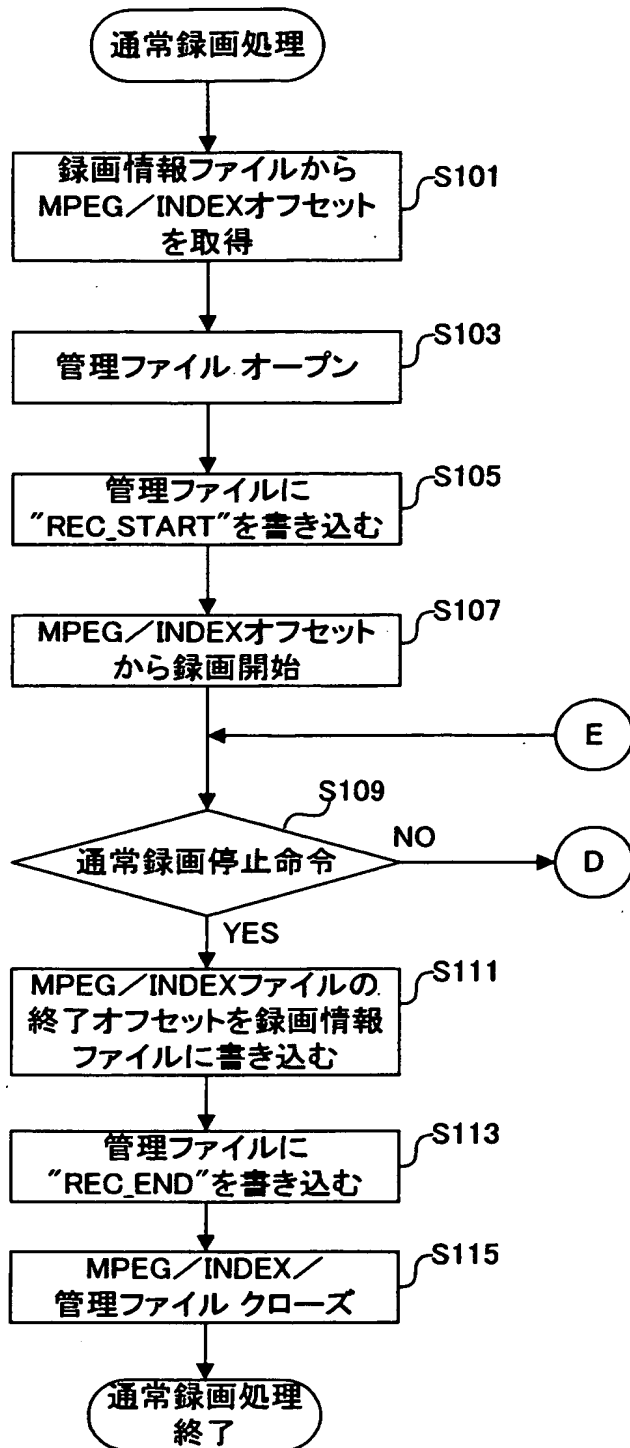 通常録画処理
録画情報ファイルから
MPEG／INDEXオフセット
を取得
S101
管理ファイル オープン
S103
管理ファイルに
"REC_START"を書き込む
S105
MPEG／INDEXオフセット
から録画開始
S107
E
S109
通常録画停止命令
NO
D
YES
MPEG／INDEXファイルの
終了オフセットを録画情報
ファイルに書き込む
S111
管理ファイルに
"REC_END"を書き込む
S113
MPEG／INDEX／
管理ファイル クローズ
S115
通常録画処理
終了